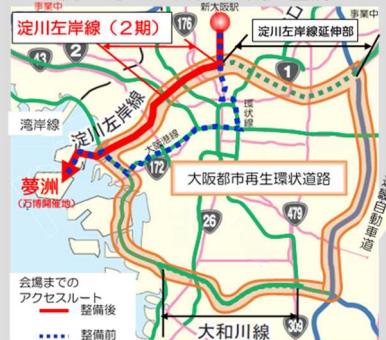 事業中
新大阪駅
事業中
淀川左岸線（２期）
176
淀川左岸線延伸部
43
2
1
湾岸線
淀川左岸線
環状線
大阪港線
夢洲
（万博開催地）
172
大阪都市再生環状道路
自動車道
26
479
会場までの
アクセスルート
整備後
整備前
大和川線
309